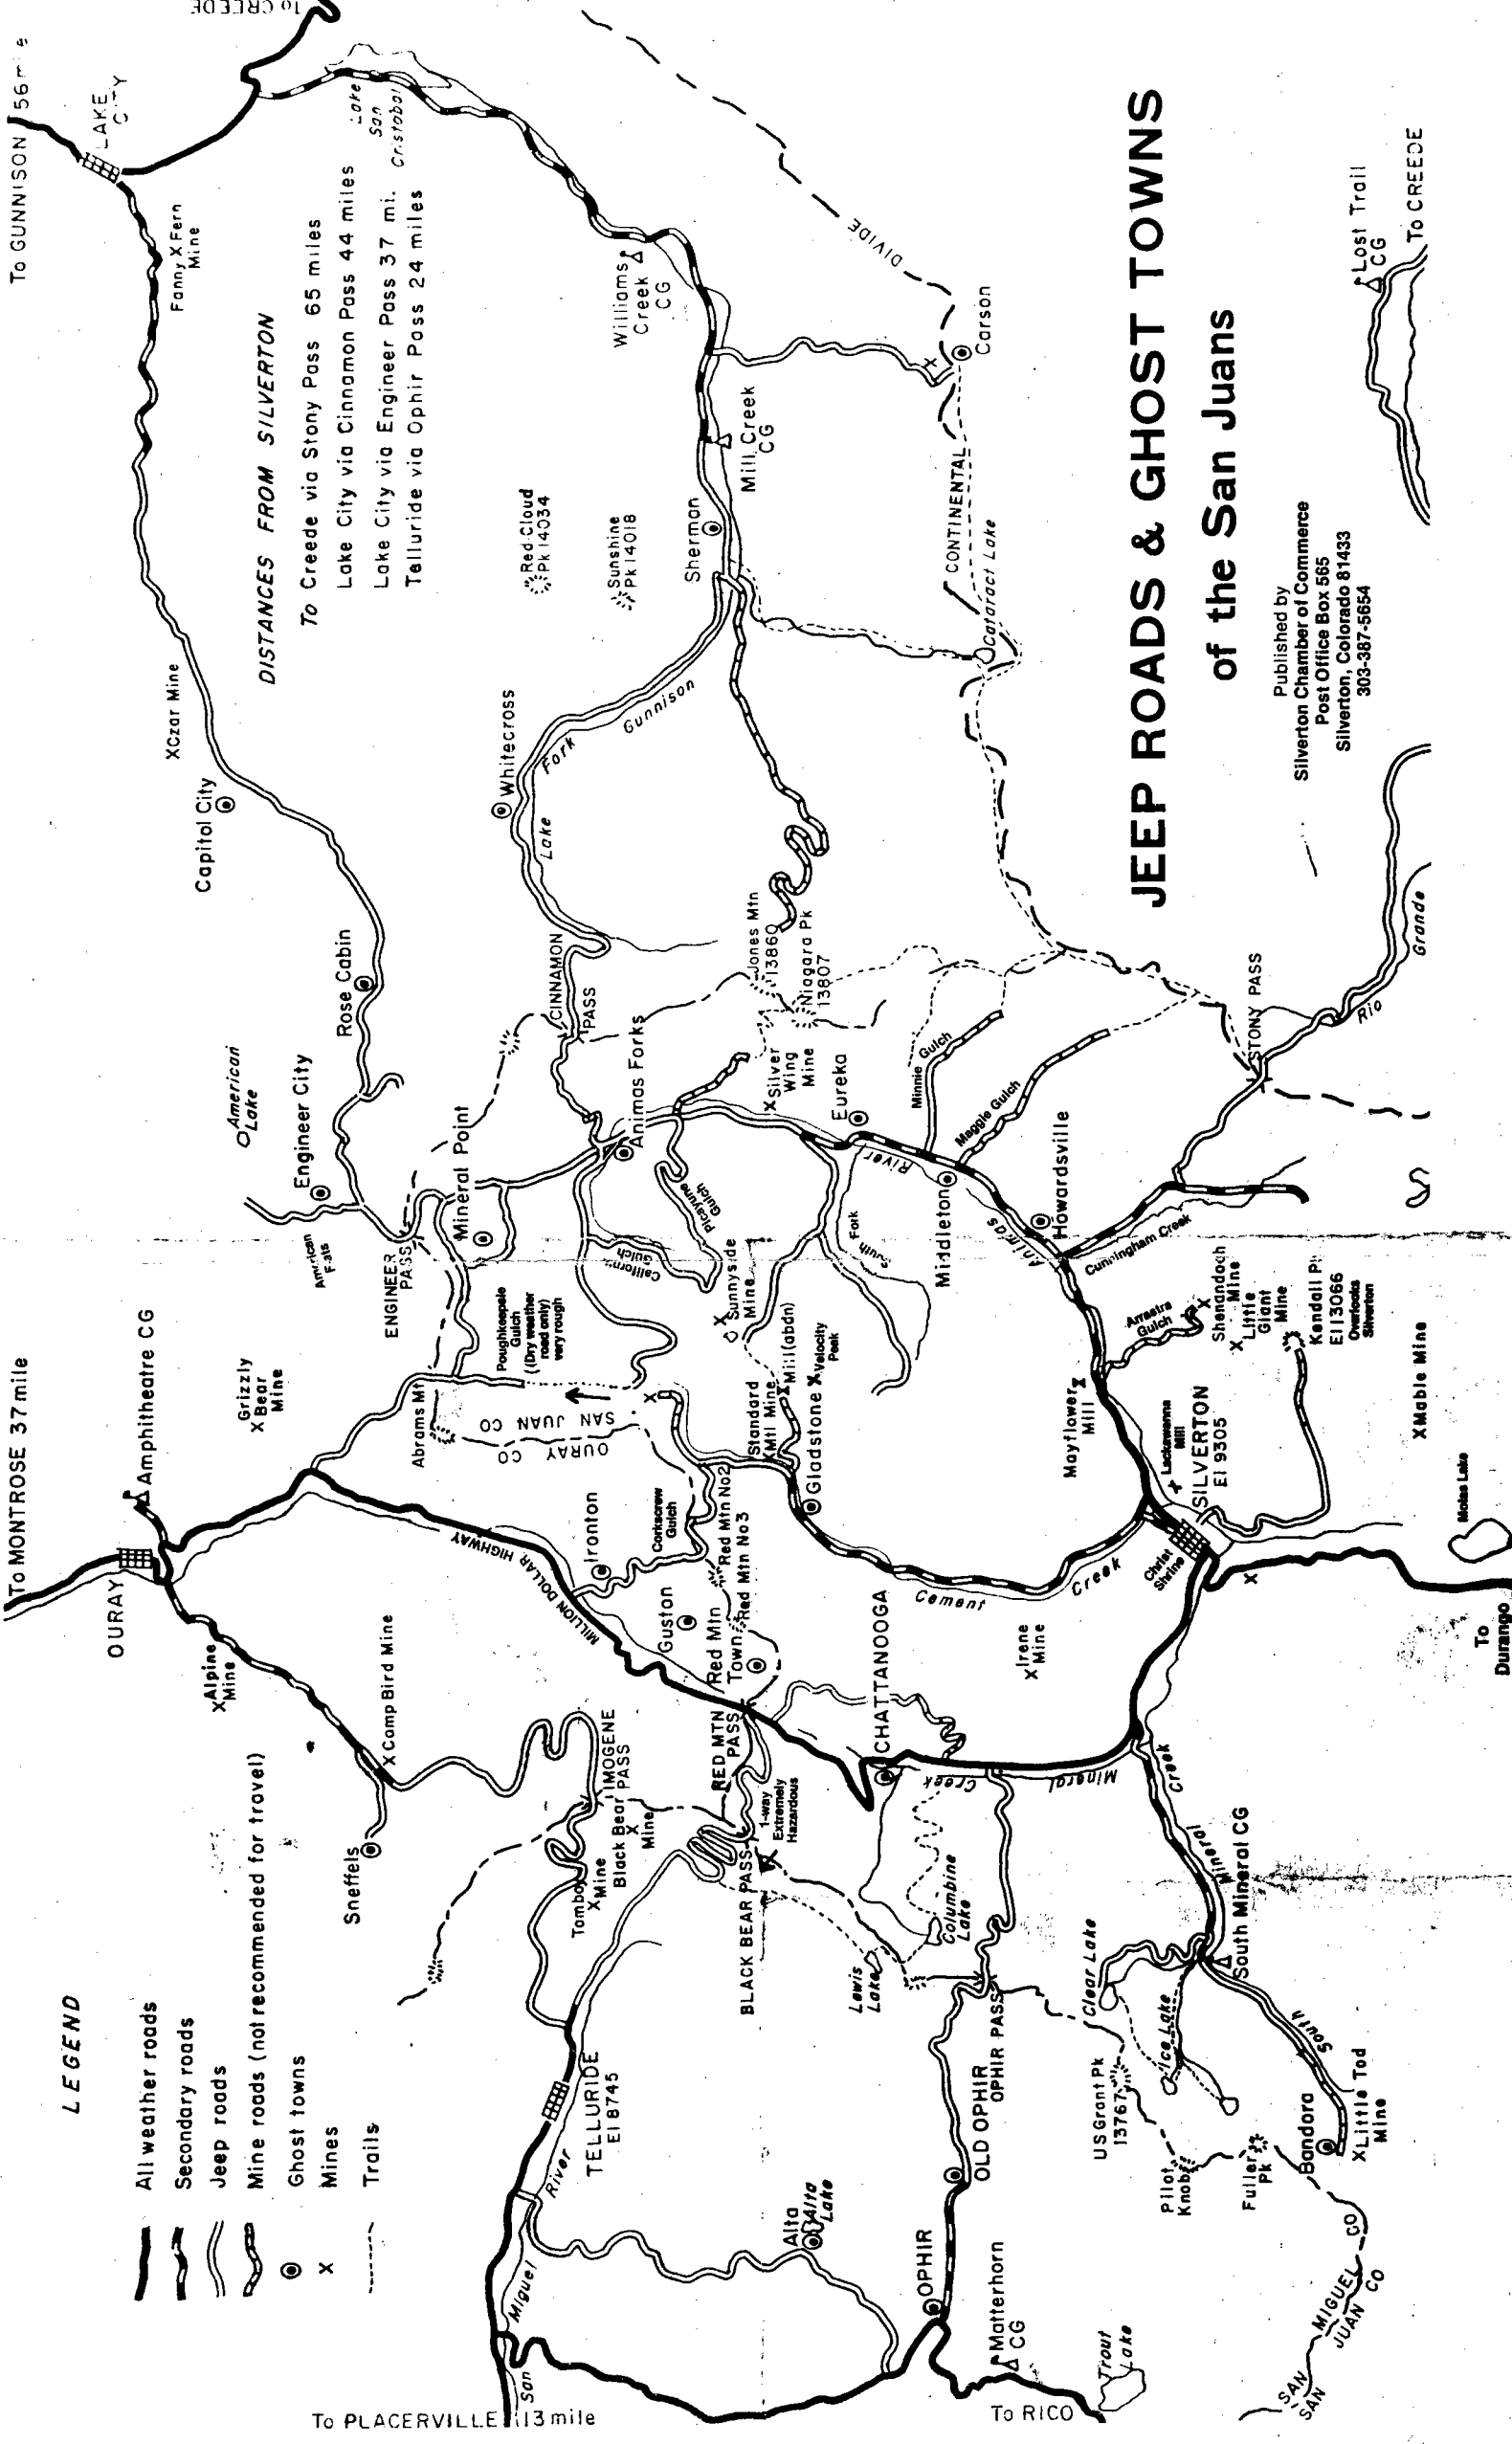 LEGEND
All weather roads
Secondary roads
Jeep roads
Mine roads (not recommended for travel)
Ghost towns
X Mines
Trails
To MONTROSE 37 mile
OURAY
Amphitheatre CG
Grizzly
X Bear
Mine
XAlpine
Mine
XCamp Bird Mine
Sneffels
Abrams Mt
MILLION DOLLAR HIGHWAY
Ironton
Corkscrew
Gulch
Guston
Red Mtn
Town
Red Mtn No2
Red Mtn No3
RED MTN
PASS
IMOGENE
PASS
Black Bear
X
Mine
Tomboy
XMine
1-way
Extremely
Hazardous
BLACK BEAR PASS
TELLURIDE
El 8745
San
Miguel
River
To PLACERVILLE 13 mile
Alta
Alta
Lake
OPHIR
OLD OPHIR
OPHIR PASS
Matterhorn
CG
Trout
Lake
To RICO
Lewis
Lake
Columbine
Lake
Clear Lake
Ice Lake
US Grant Pk
13767
Pilot
Knob
Fuller
Pk
Bandora
XLittle Tod
Mine
South
Mineral
Creek
South Mineral CG
SAN MIGUEL CO
SAN JUAN CO
CHATTANOOGA
Mineral
Creek
XIrene
Mine
Cement
Creek
Christ
Shrine
SILVERTON
El 9305
Lackawanna
Mill
Mayflower
Mill
To
Durango
Molas Lake
XMable Mine
Kendall Pk
El 13066
Overlooks
Silverton
Little
Giant
Mine
Shenandoah
Mine
Arrastra
Gulch
Cunningham Creek
Howardsville
Animas
River
Middleton
Maggie Gulch
Minnie Gulch
Eureka
XSilver
Wing
Mine
South
Fork
Gladstone
Velocity
Peak
Mill(abdn)
Standard
XMtl Mine
Sunnyside
Mine
OURAY CO
SAN JUAN CO
Poughkeepsie
Gulch
((Dry weather
road only)
very rough
California
Gulch
Picayune
Gulch
Animas Forks
Mineral Point
ENGINEER
PASS
American
Flats
Engineer City
American
Lake
Rose Cabin
Capitol City
XCzar Mine
CINNAMON
PASS
Jones Mtn
13860
Niagara Pk
13807
Whitecross
Lake
Fork
Gunnison
Red Cloud
Pk 14034
Sunshine
Pk 14018
Sherman
Mill Creek
CG
Williams
Creek
CG
Carson
CONTINENTAL
DIVIDE
Cataract Lake
STONY PASS
Rio
Grande
To GUNNISON 56 mile
LAKE
CITY
Fanny X Fern
Mine
Lake
San
Cristobal
To CREEDE
DISTANCES FROM SILVERTON
To Creede via Stony Pass 65 miles
Lake City via Cinnamon Pass 44 miles
Lake City via Engineer Pass 37 mi.
Telluride via Ophir Pass 24 miles
JEEP ROADS & GHOST TOWNS
of the San Juans
Published by
Silverton Chamber of Commerce
Post Office Box 565
Silverton, Colorado 81433
303-387-5654
Lost Trail
CG
To CREEDE